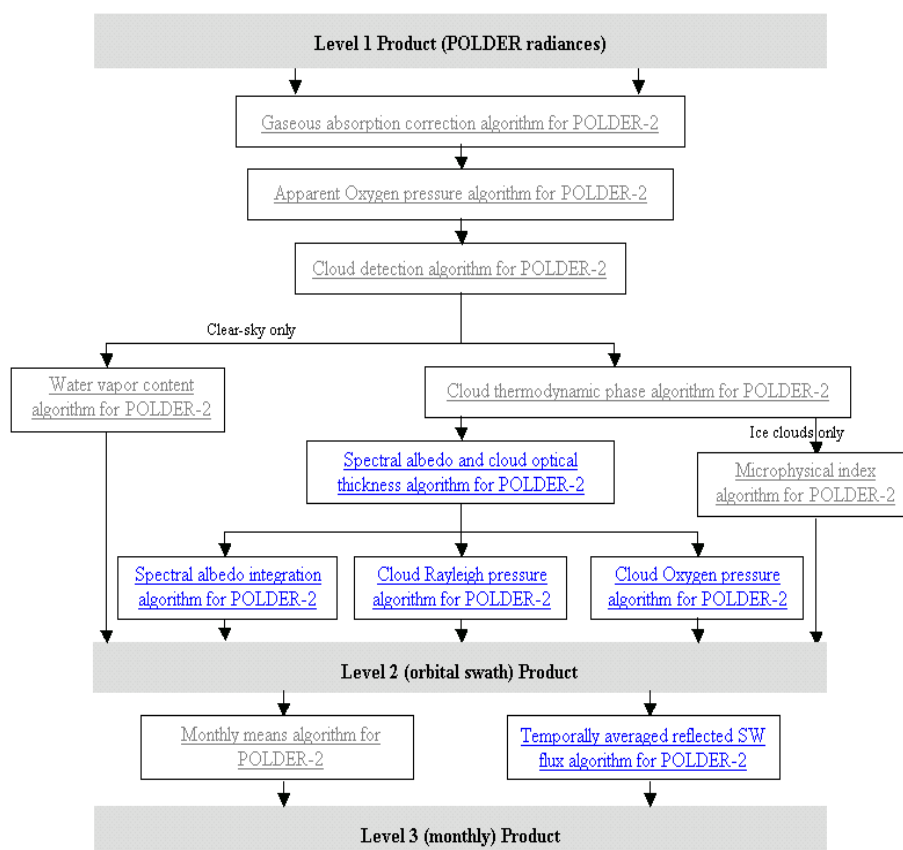 Level 1 Product (POLDER radiances)
Gaseous absorption correction algorithm for POLDER-2
Apparent Oxygen pressure algorithm for POLDER-2
Cloud detection algorithm for POLDER-2
Clear-sky only
Water vapor content
algorithm for POLDER-2
Cloud thermodynamic phase algorithm for POLDER-2
Ice clouds only
Spectral albedo and cloud optical
thickness algorithm for POLDER-2
Microphysical index
algorithm for POLDER-2
Spectral albedo integration
algorithm for POLDER-2
Cloud Rayleigh pressure
algorithm for POLDER-2
Cloud Oxygen pressure
algorithm for POLDER-2
Level 2 (orbital swath) Product
Monthly means algorithm for
POLDER-2
Temporally averaged reflected SW
flux algorithm for POLDER-2
Level 3 (monthly) Product